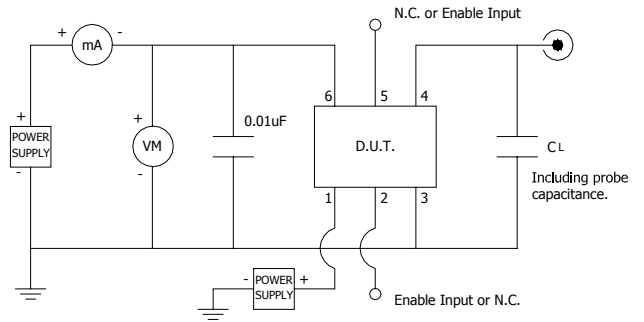 N.C. or Enable Input
+ mA -
6 5 4
+
POWER
SUPPLY
-
+
VM
-
0.01uF
D.U.T.
CL
Including probe
capacitance.
1 2 3
- POWER
SUPPLY +
Enable Input or N.C.